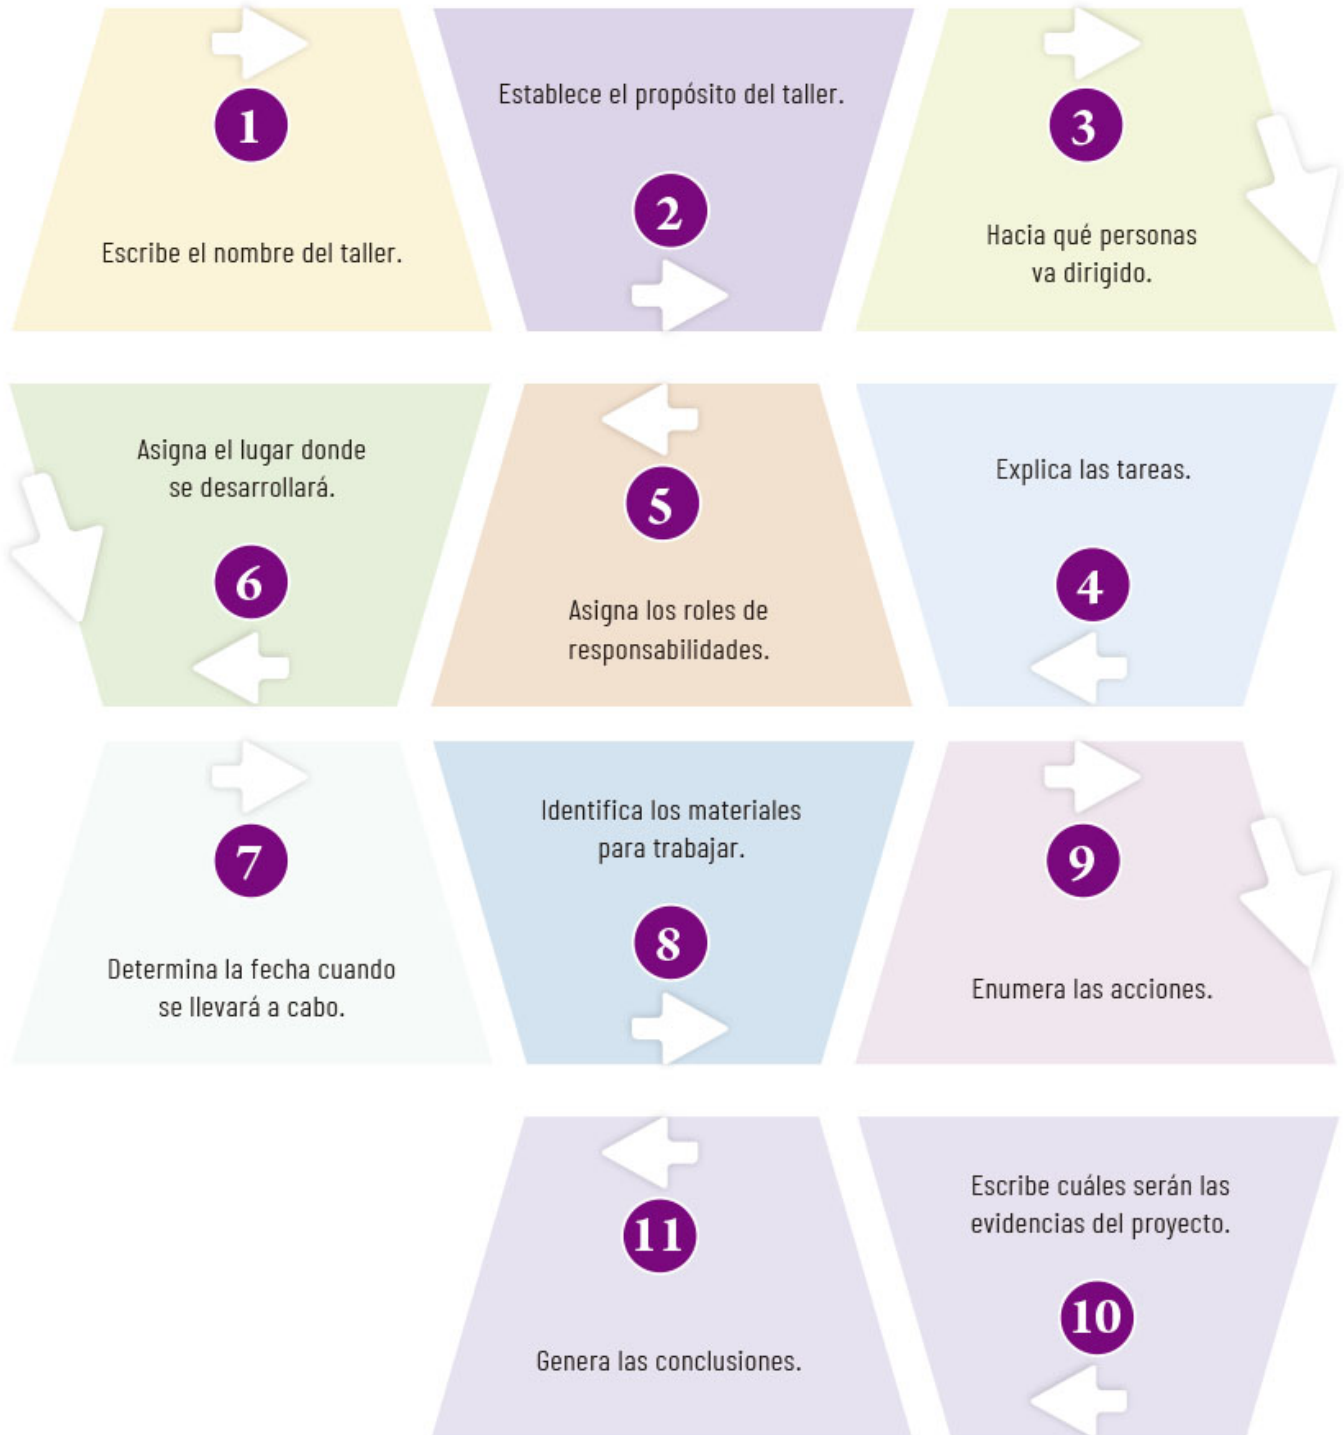 1
Escribe el nombre del taller.
Establece el propósito del taller.
2
3
Hacia qué personas
va dirigido.
Explica las tareas.
4
5
Asigna los roles de
responsabilidades.
Asigna el lugar donde
se desarrollará.
6
7
Determina la fecha cuando
se llevará a cabo.
Identifica los materiales
para trabajar.
8
9
Enumera las acciones.
Escribe cuáles serán las
evidencias del proyecto.
10
11
Genera las conclusiones.